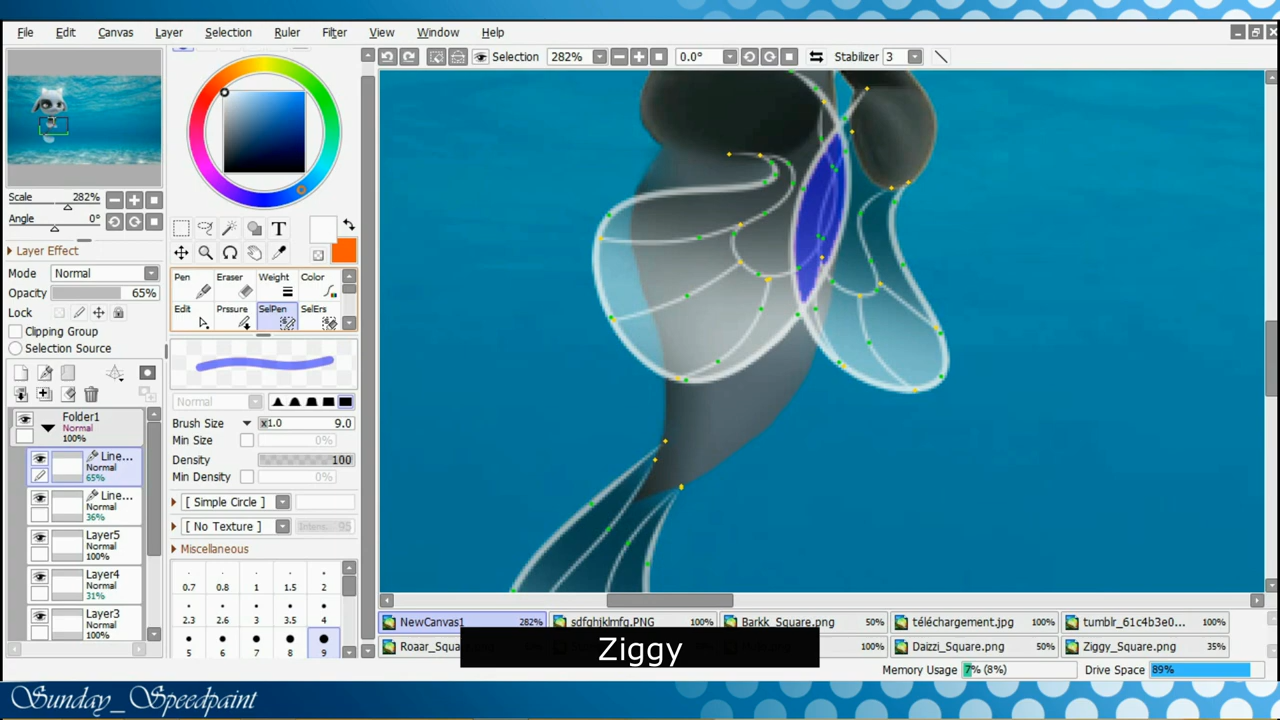 File Edit Canvas Layer Selection Ruler Filter View Window Help
Selection 282% 0.0° Stabilizer 3
Scale 282%
Angle 0°
Layer Effect
Mode Normal
Opacity 65%
Lock
Clipping Group
Selection Source
Folder1
Normal
100%
Line...
Normal
65%
Line...
Normal
36%
Layer5
Normal
100%
Layer4
Normal
31%
Layer3
Normal
100%
T
Pen Eraser Weight Color
Edit Prssure SelPen SelErs
Normal
Brush Size x1.0 9.0
Min Size 0%
Density 100
Min Density 0%
[ Simple Circle ]
[ No Texture ] Intens.. 95
Miscellaneous
0.7 1 1.5 2
2.3 2.6 3 3.5 4
5 6 7 8 9
NewCanvas1 282% sdfghjklmfg.PNG 100% Barkk_Square.png 50% téléchargement.jpg 100% tumblr_61c4b3e0... 100%
Roaar_Squa 100% Daizzi_Square.png 50% Ziggy_Square.png 35%
Ziggy
Memory Usage 7% (8%) Drive Space 89%
Sunday_Speedpaint